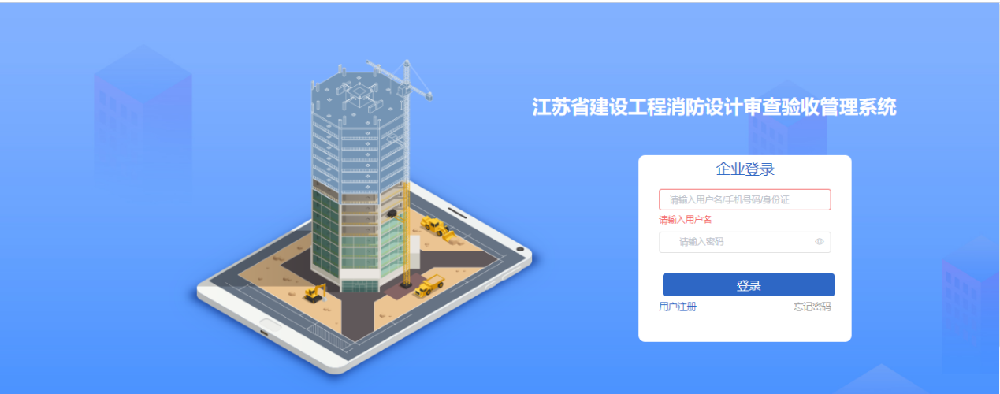 江苏省建设工程消防设计审查验收管理系统
企业登录
请输入用户名/手机号码/身份证
请输入用户名
请输入密码
登录
用户注册 忘记密码